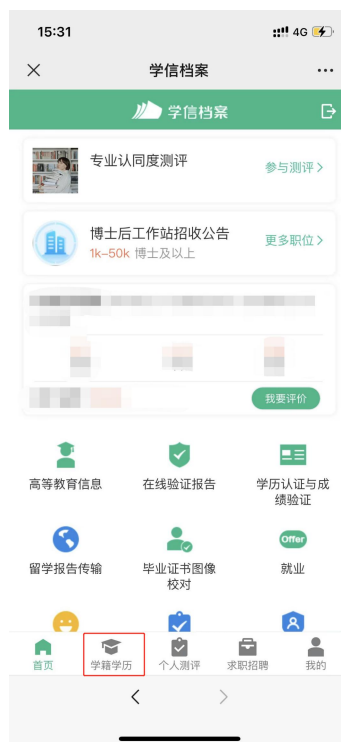 15:31
4G
学信档案
学信档案
专业认同度测评
参与测评
博士后工作站招收公告
更多职位
1k–50k 博士及以上
我要评价
高等教育信息
在线验证报告
学历认证与成
绩验证
Offer
留学报告传输
毕业证书图像
校对
就业
首页
学籍学历
个人测评
求职招聘
我的